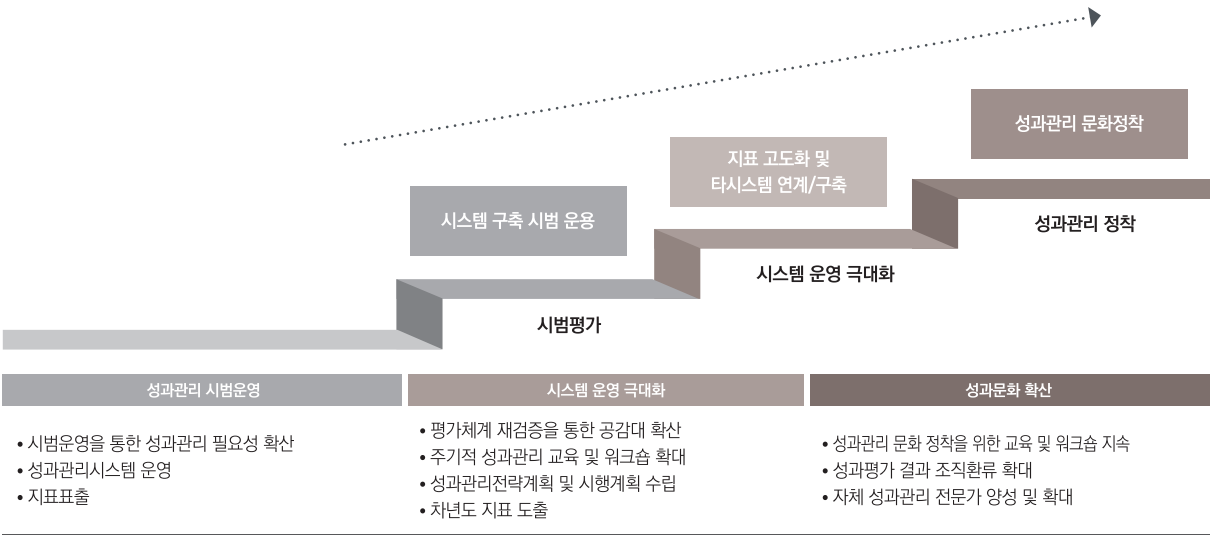 성과관리 문화정착
지표 고도화 및
타시스템 연계/구축
시스템 구축 시범 운용
성과관리 정착
시스템 운영 극대화
시범평가
성과관리 시범운영
• 시범운영을 통한 성과관리 필요성 확산
• 성과관리시스템 운영
• 지표표출
시스템 운영 극대화
• 평가체계 재검증을 통한 공감대 확산
• 주기적 성과관리 교육 및 워크숍 확대
• 성과관리전략계획 및 시행계획 수립
• 차년도 지표 도출
성과문화 확산
• 성과관리 문화 정착을 위한 교육 및 워크숍 지속
• 성과평가 결과 조직환류 확대
• 자체 성과관리 전문가 양성 및 확대